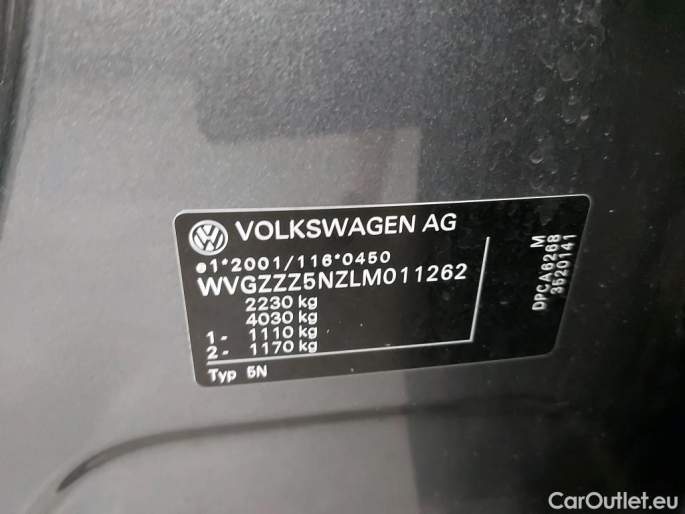 VOLKSWAGEN AG
e1*2001/116*0450
WVGZZZ5NZLM011262
2230 kg
4030 kg
1- 1110 kg
2- 1170 kg
Typ 5N
M
DPCA6268
3520141
CarOutlet.eu